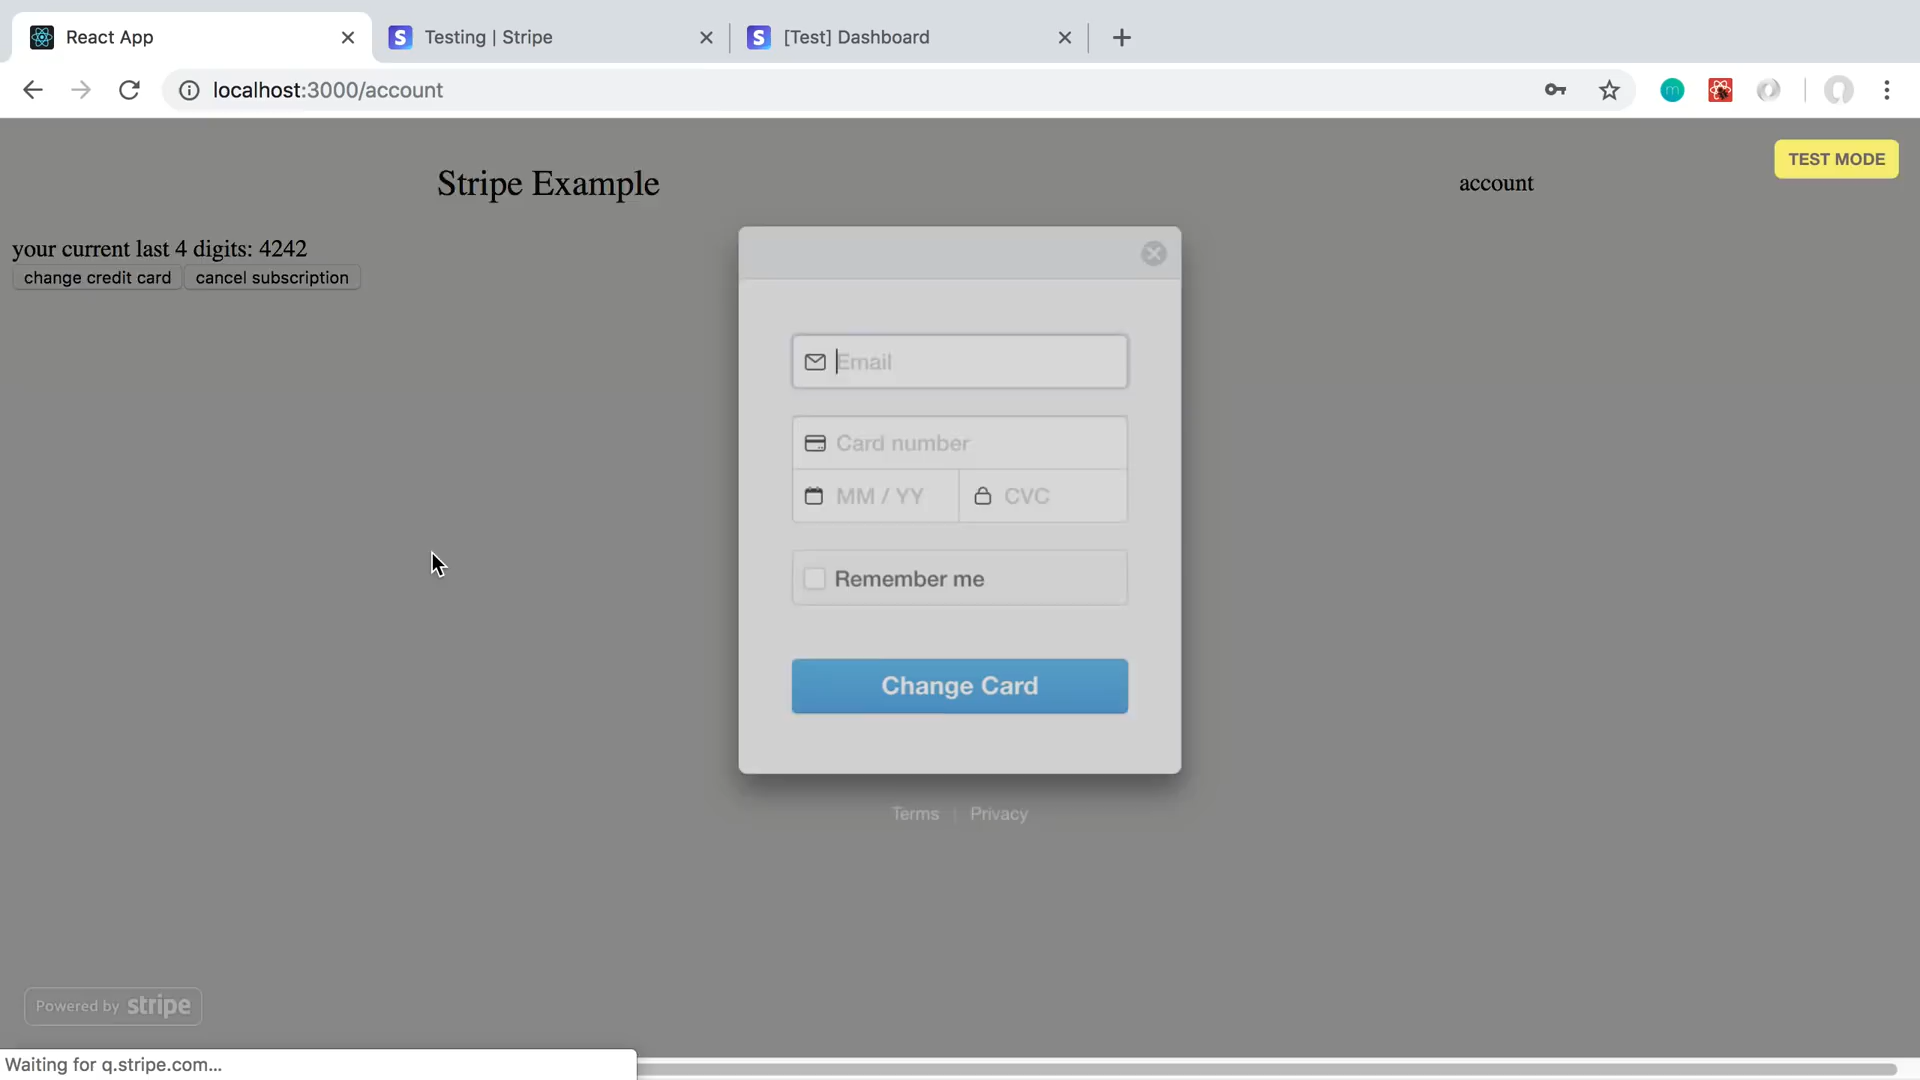 React App
Testing | Stripe
[Test] Dashboard
localhost:3000/account
TEST MODE
Stripe Example
account
your current last 4 digits: 4242
change credit card
cancel subscription
Email
Card number
MM / YY
CVC
Remember me
Change Card
Terms | Privacy
Powered by stripe
Waiting for q.stripe.com...